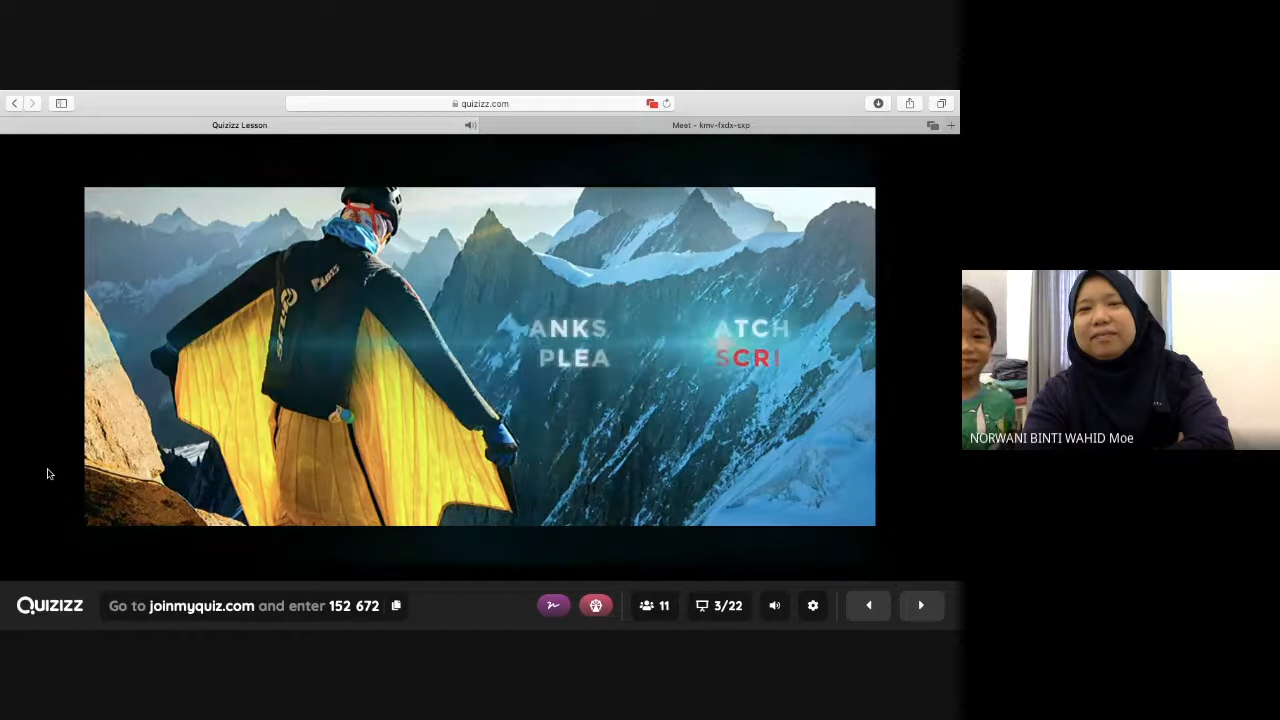 quizizz.com
Quizizz Lesson
Meet - kmv-fxdx-sxp
ANKS ATCH
PLEA SCRI
NORWANI BINTI WAHID Moe
QUIZIZZ
Go to joinmyquiz.com and enter 152 672
11
3/22